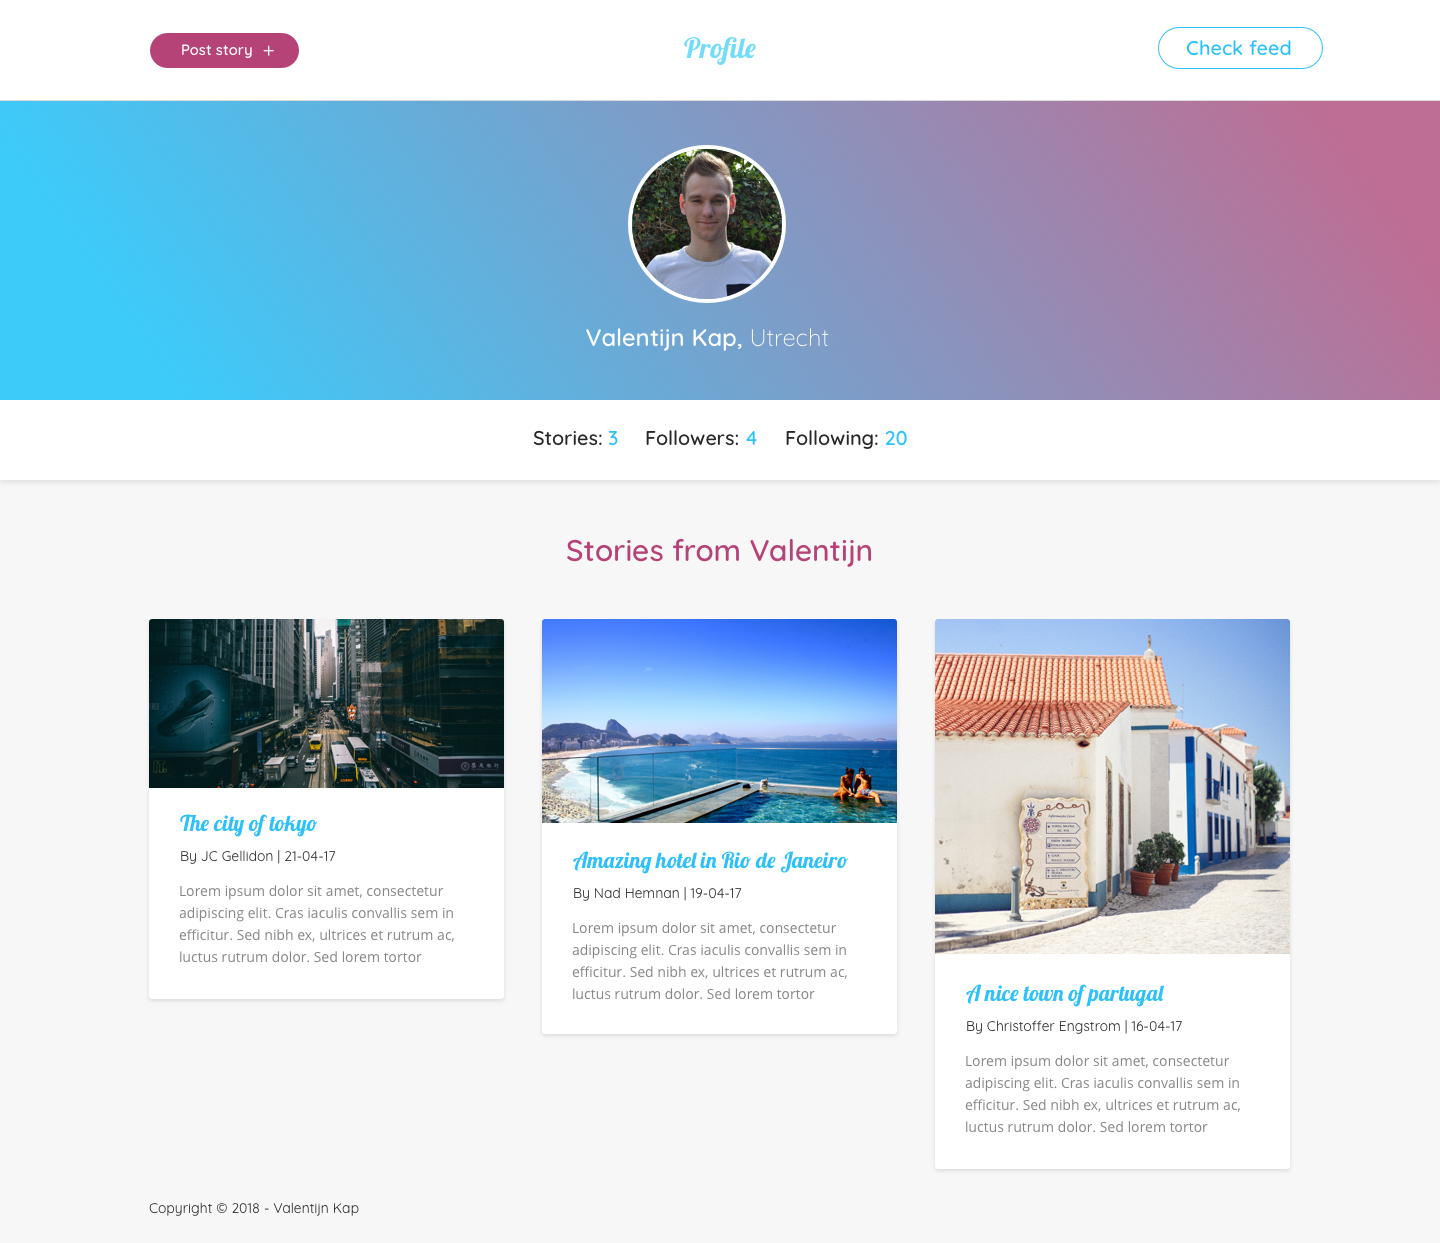 Post story +
Profile
Check feed
Valentijn Kap, Utrecht
Stories: 3 Followers: 4 Following: 20
Stories from Valentijn
The city of tokyo
By JC Gellidon | 21-04-17
Lorem ipsum dolor sit amet, consectetur
adipiscing elit. Cras iaculis convallis sem in
efficitur. Sed nibh ex, ultrices et rutrum ac,
luctus rutrum dolor. Sed lorem tortor
Amazing hotel in Rio de Janeiro
By Nad Hemnan | 19-04-17
Lorem ipsum dolor sit amet, consectetur
adipiscing elit. Cras iaculis convallis sem in
efficitur. Sed nibh ex, ultrices et rutrum ac,
luctus rutrum dolor. Sed lorem tortor
A nice town of partugal
By Christoffer Engstrom | 16-04-17
Lorem ipsum dolor sit amet, consectetur
adipiscing elit. Cras iaculis convallis sem in
efficitur. Sed nibh ex, ultrices et rutrum ac,
luctus rutrum dolor. Sed lorem tortor
Copyright © 2018 - Valentijn Kap